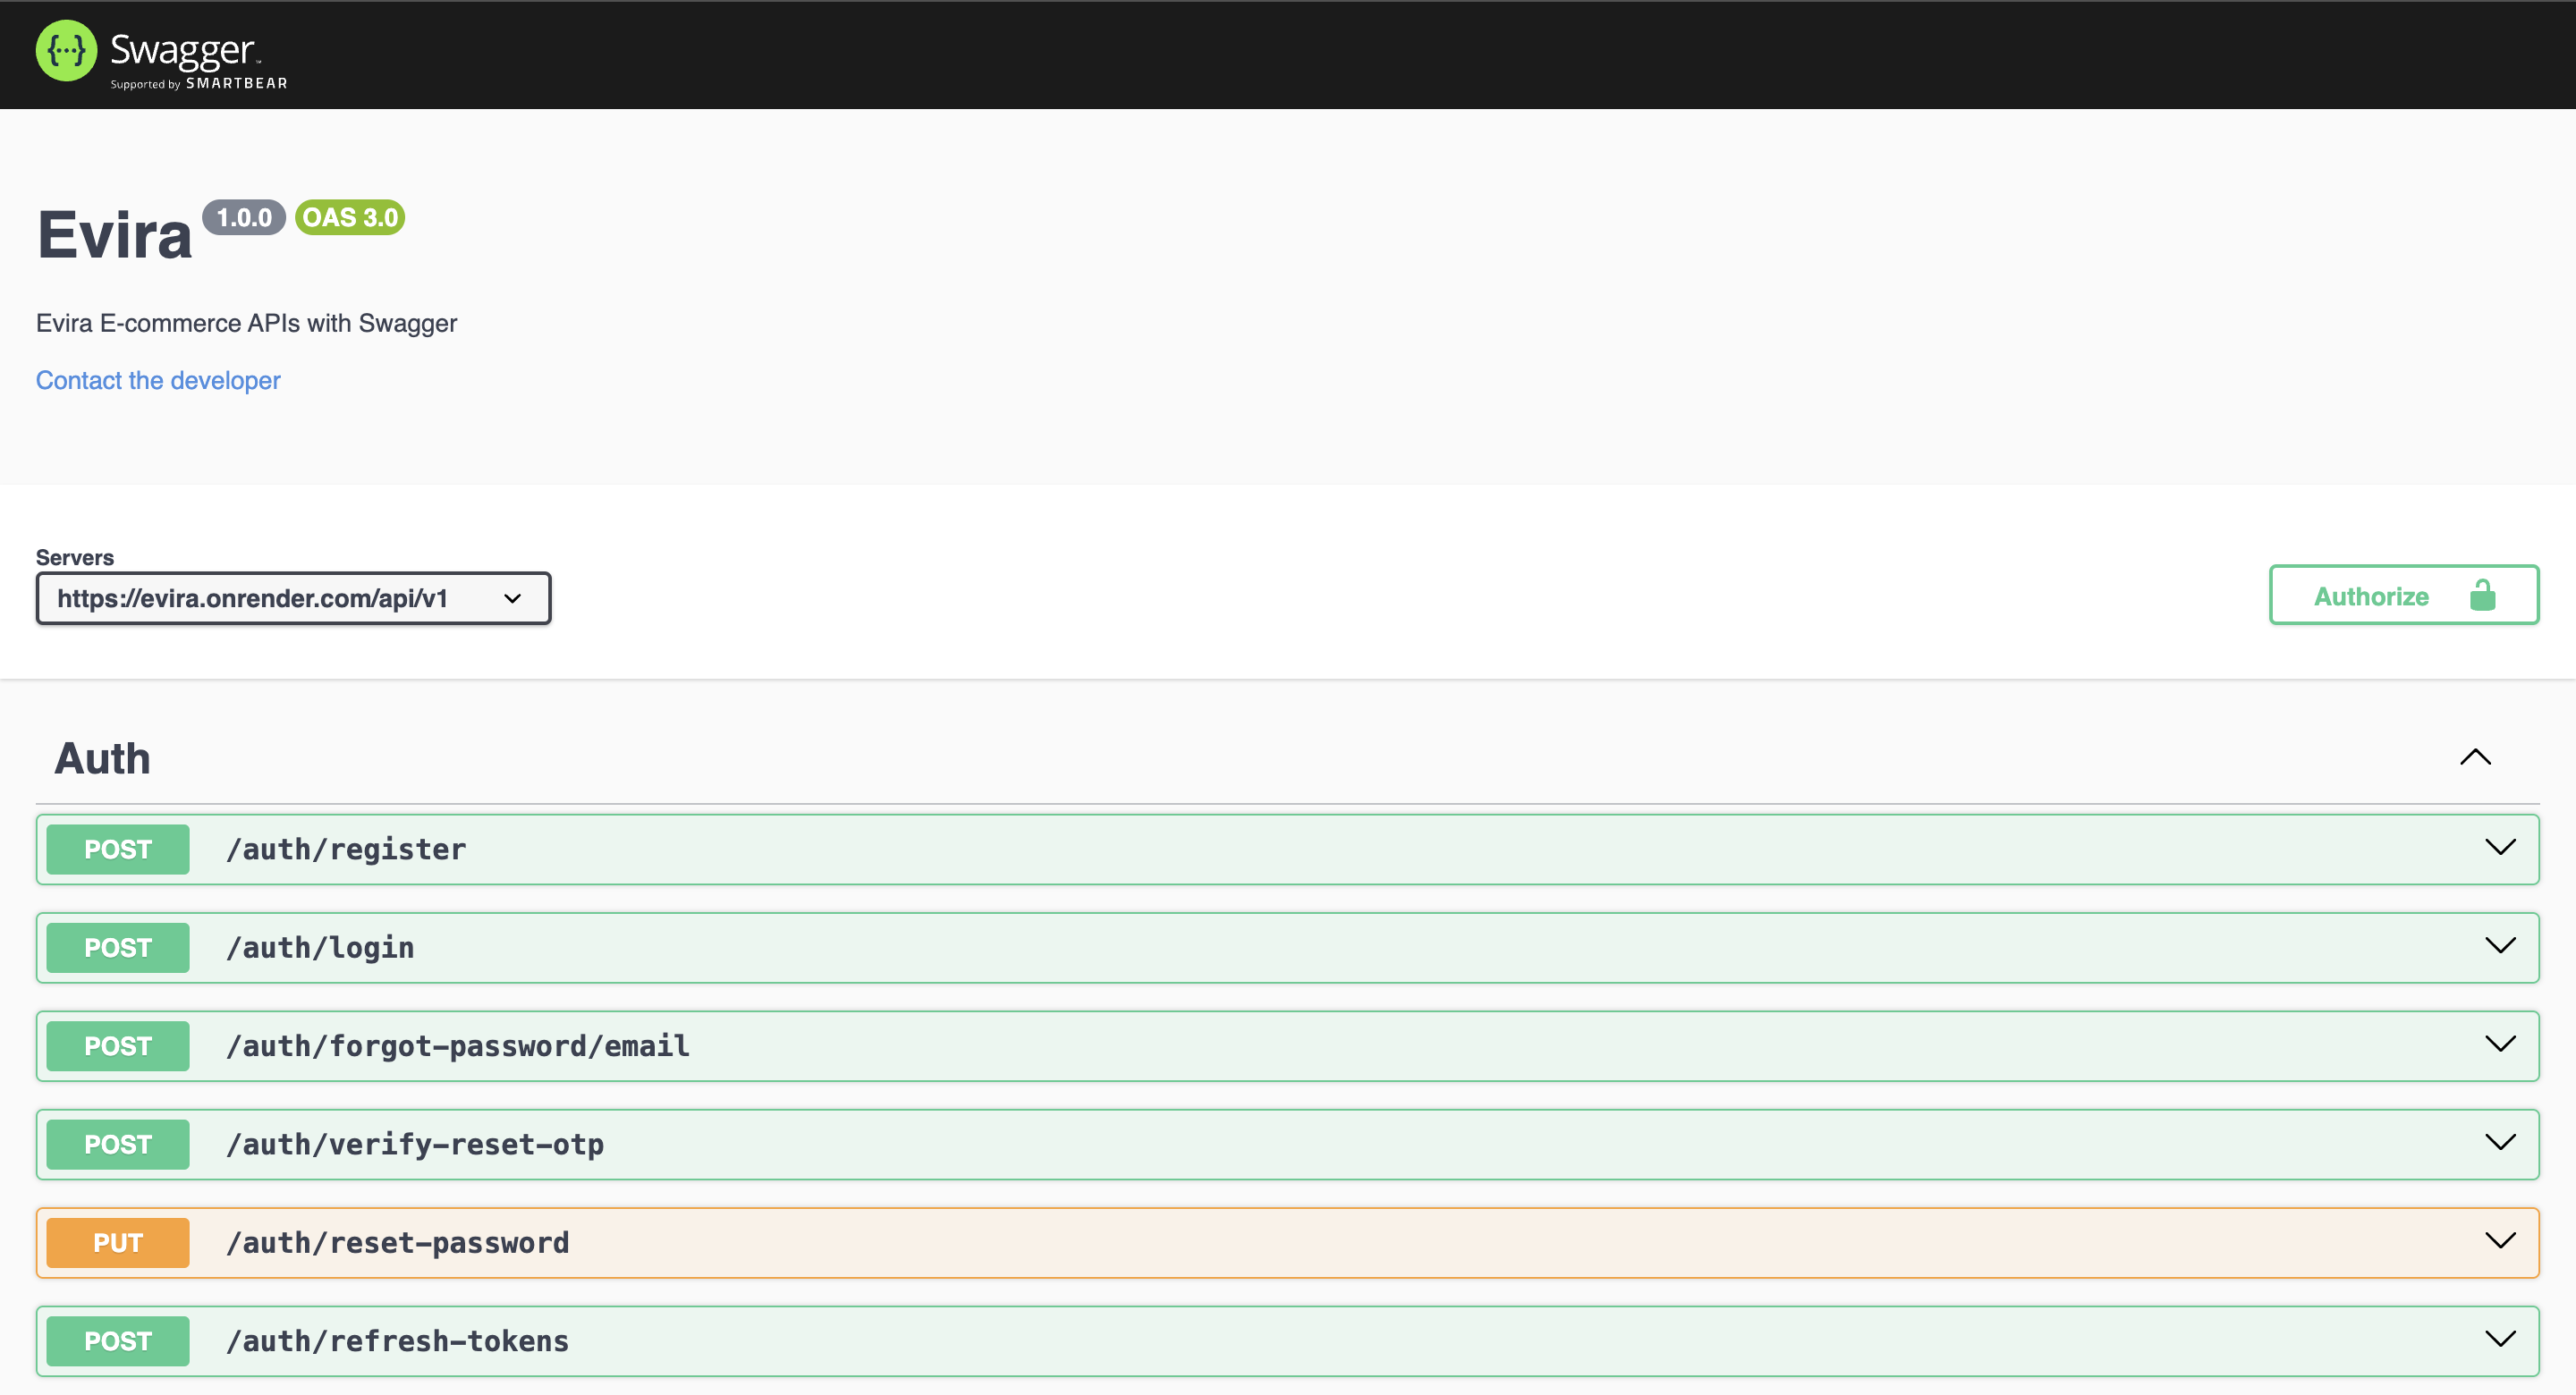 Swagger
Supported by SMARTBEAR
Evira 1.0.0 OAS 3.0
Evira E-commerce APIs with Swagger
Contact the developer
Servers
https://evira.onrender.com/api/v1
Authorize
Auth
POST /auth/register
POST /auth/login
POST /auth/forgot-password/email
POST /auth/verify-reset-otp
PUT /auth/reset-password
POST /auth/refresh-tokens